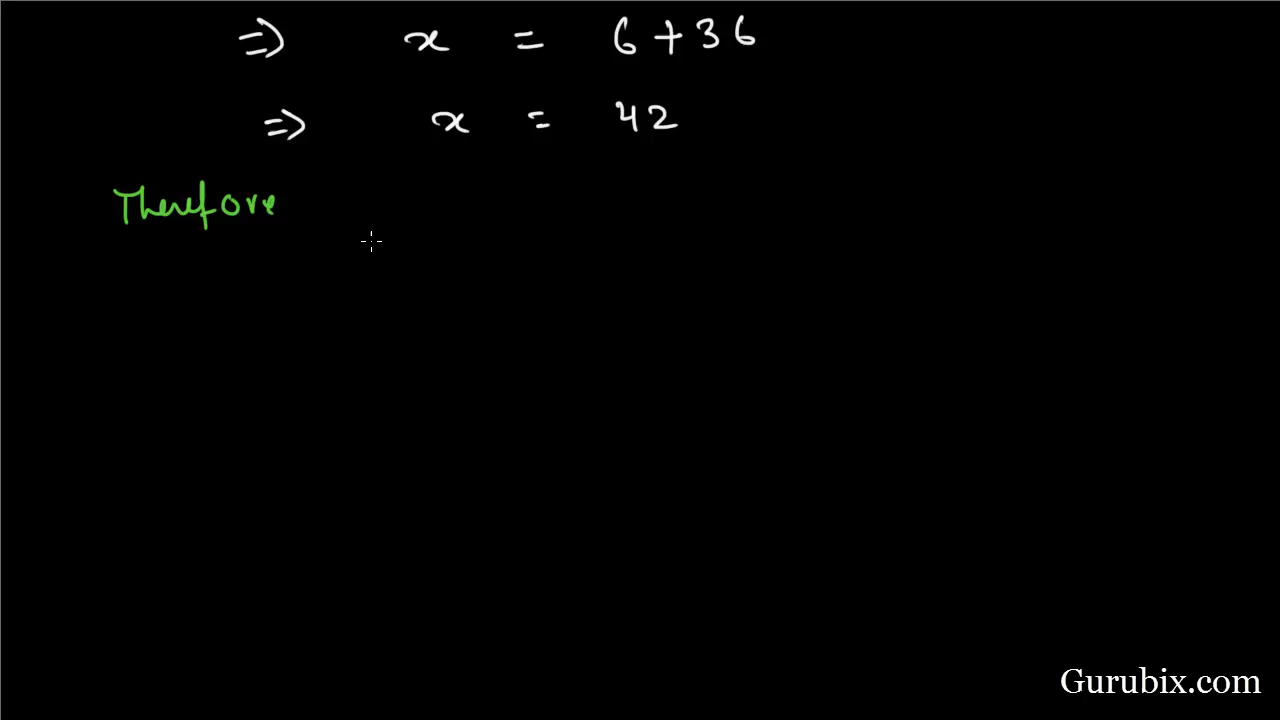 => x = 6+36
=> x = 42
Therefore
Gurubix.com